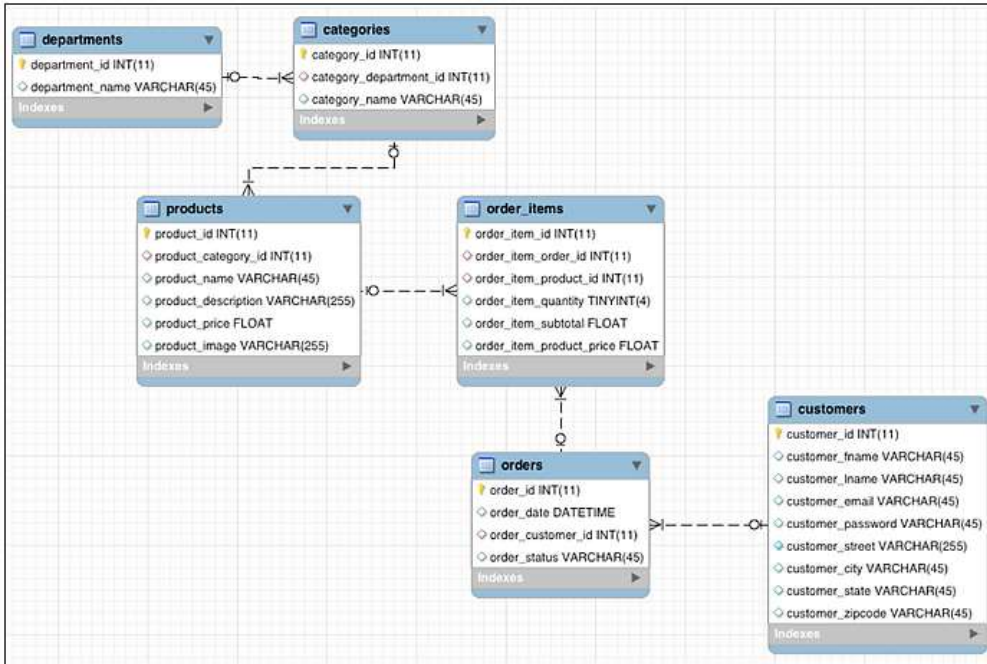 departments
department_id INT(11)
department_name VARCHAR(45)
Indexes
categories
category_id INT(11)
category_department_id INT(11)
category_name VARCHAR(45)
Indexes
products
product_id INT(11)
product_category_id INT(11)
product_name VARCHAR(45)
product_description VARCHAR(255)
product_price FLOAT
product_image VARCHAR(255)
Indexes
order_items
order_item_id INT(11)
order_item_order_id INT(11)
order_item_product_id INT(11)
order_item_quantity TINYINT(4)
order_item_subtotal FLOAT
order_item_product_price FLOAT
Indexes
orders
order_id INT(11)
order_date DATETIME
order_customer_id INT(11)
order_status VARCHAR(45)
Indexes
customers
customer_id INT(11)
customer_fname VARCHAR(45)
customer_lname VARCHAR(45)
customer_email VARCHAR(45)
customer_password VARCHAR(45)
customer_street VARCHAR(255)
customer_city VARCHAR(45)
customer_state VARCHAR(45)
customer_zipcode VARCHAR(45)
Indexes